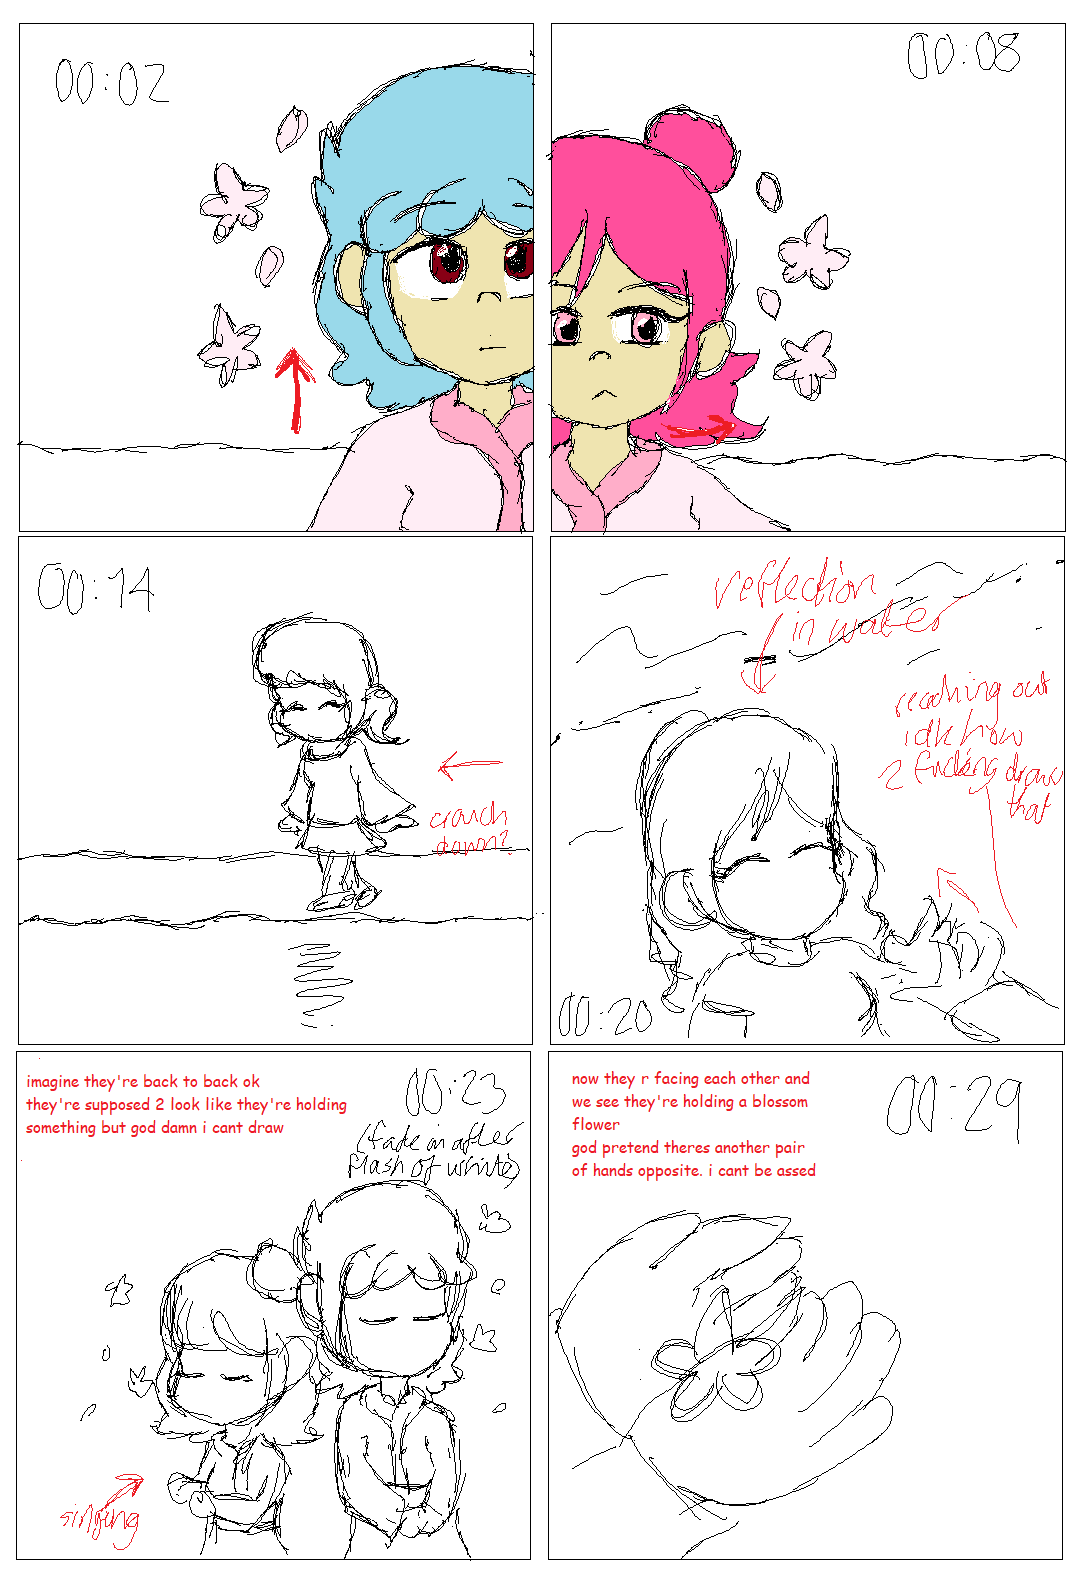 00:02
00:08
00:14
crouch
down?
reflection
in water
reaching out
idk how
2 fucking draw
that
00:20
imagine they're back to back ok
they're supposed 2 look like they're holding
something but god damn i cant draw
00:23
(fade in after
flash of white)
singing
now they r facing each other and
we see they're holding a blossom
flower
god pretend theres another pair
of hands opposite. i cant be assed
00:29